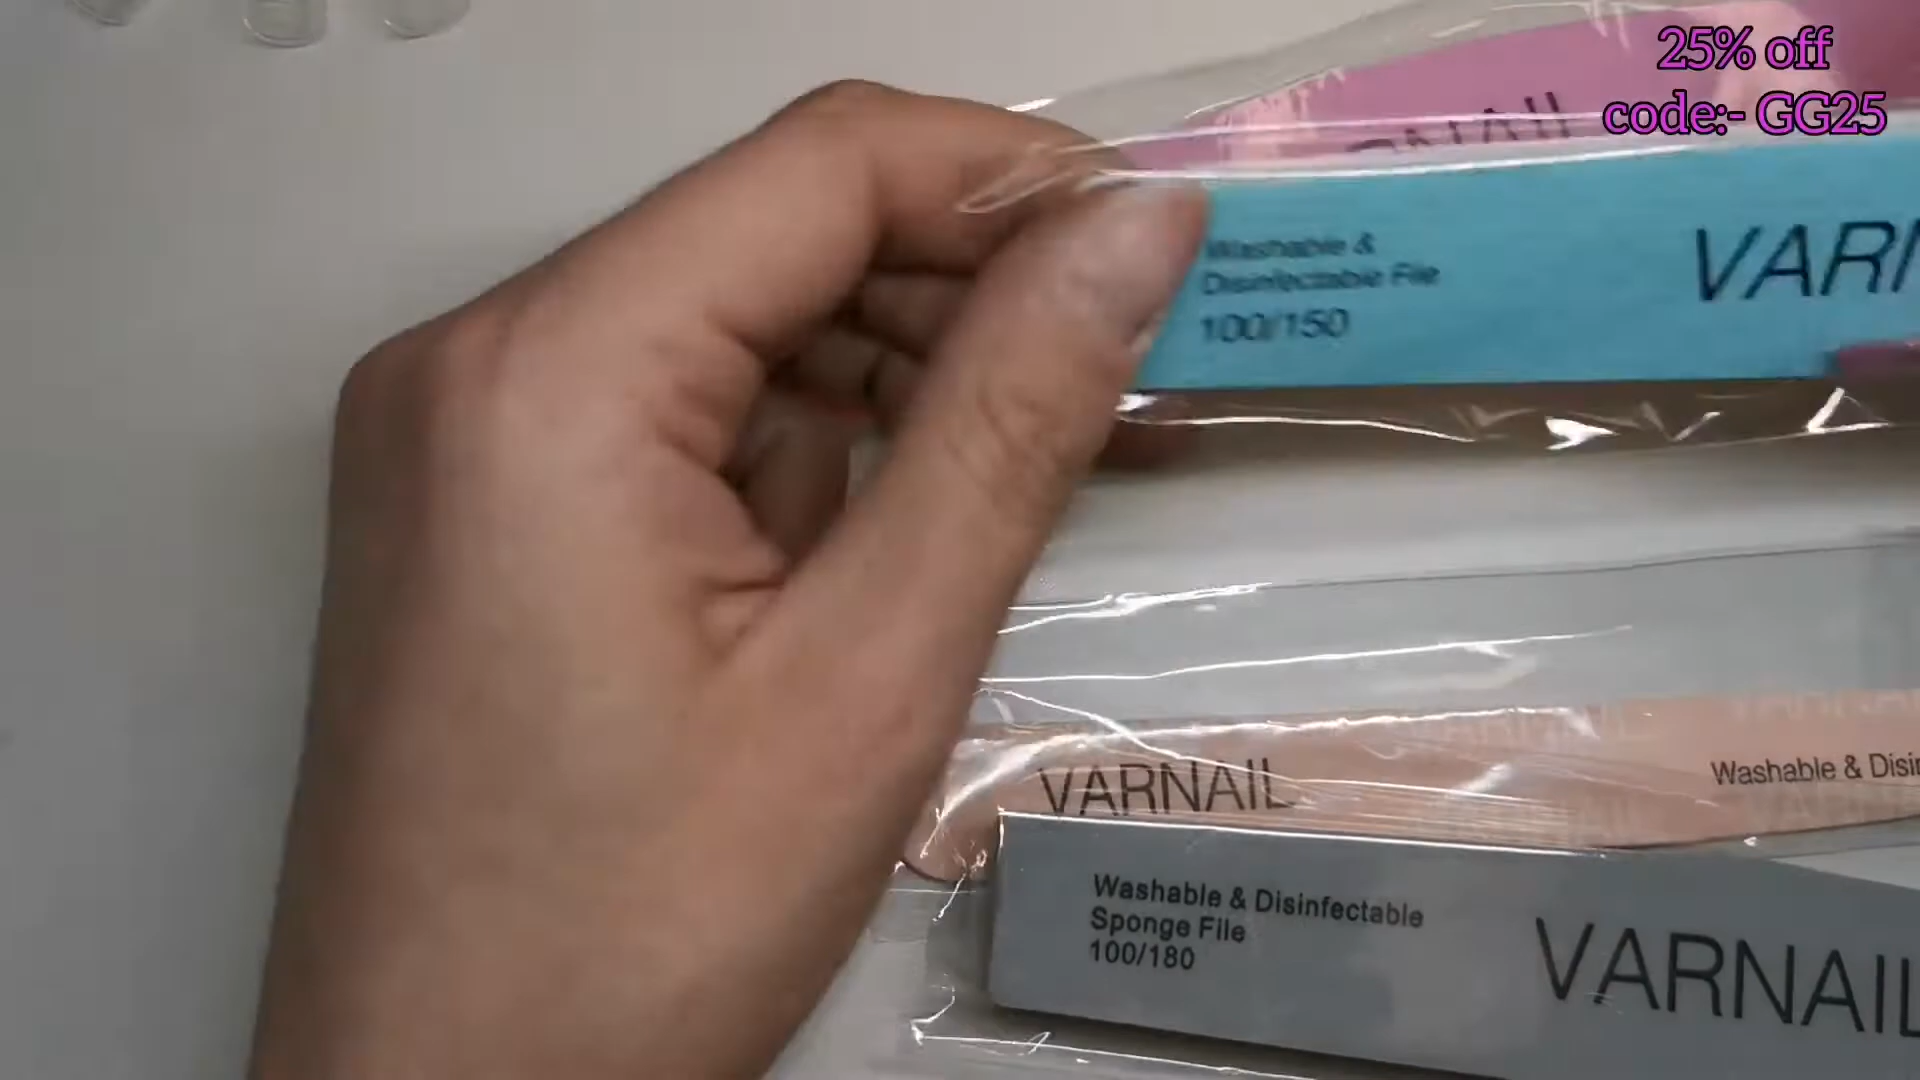 25% off
code:- GG25
Washable &
Disinfectable File
100/150
VARN
VARNAIL
Washable & Disin
Washable & Disinfectable
Sponge File
100/180
VARNAIL